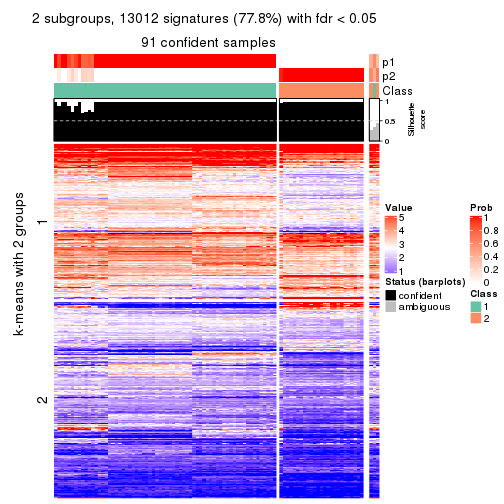 2 subgroups, 13012 signatures (77.8%) with fdr < 0.05
91 confident samples
p1
p2
Class
1
0.5
0
Silhouette
score
k-means with 2 groups
1
2
Value
5
4
3
2
1
Status (barplots)
confident
ambiguous
Prob
1
0.8
0.6
0.4
0.2
0
Class
1
2